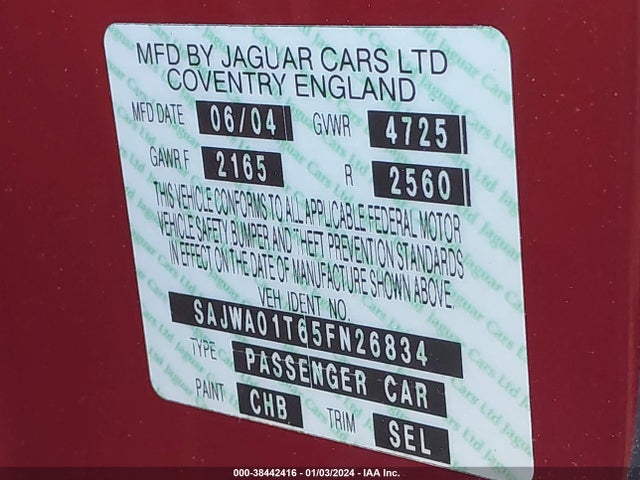 MFD BY JAGUAR CARS LTD
COVENTRY ENGLAND
MFD DATE 06/04 GVWR 4725
GAWR.F 2165 R 2560
THIS VEHICLE CONFORMS TO ALL APPLICABLE FEDERAL MOTOR
VEHICLE SAFETY BUMPER AND THEFT PREVENTION STANDARDS
IN EFFECT ON THE DATE OF MANUFACTURE SHOWN ABOVE.
VEH IDENT NO.
SAJWA01T65FN26834
TYPE PASSENGER CAR
PAINT CHB TRIM SEL
000-38442416 - 01/03/2024 - IAA Inc.